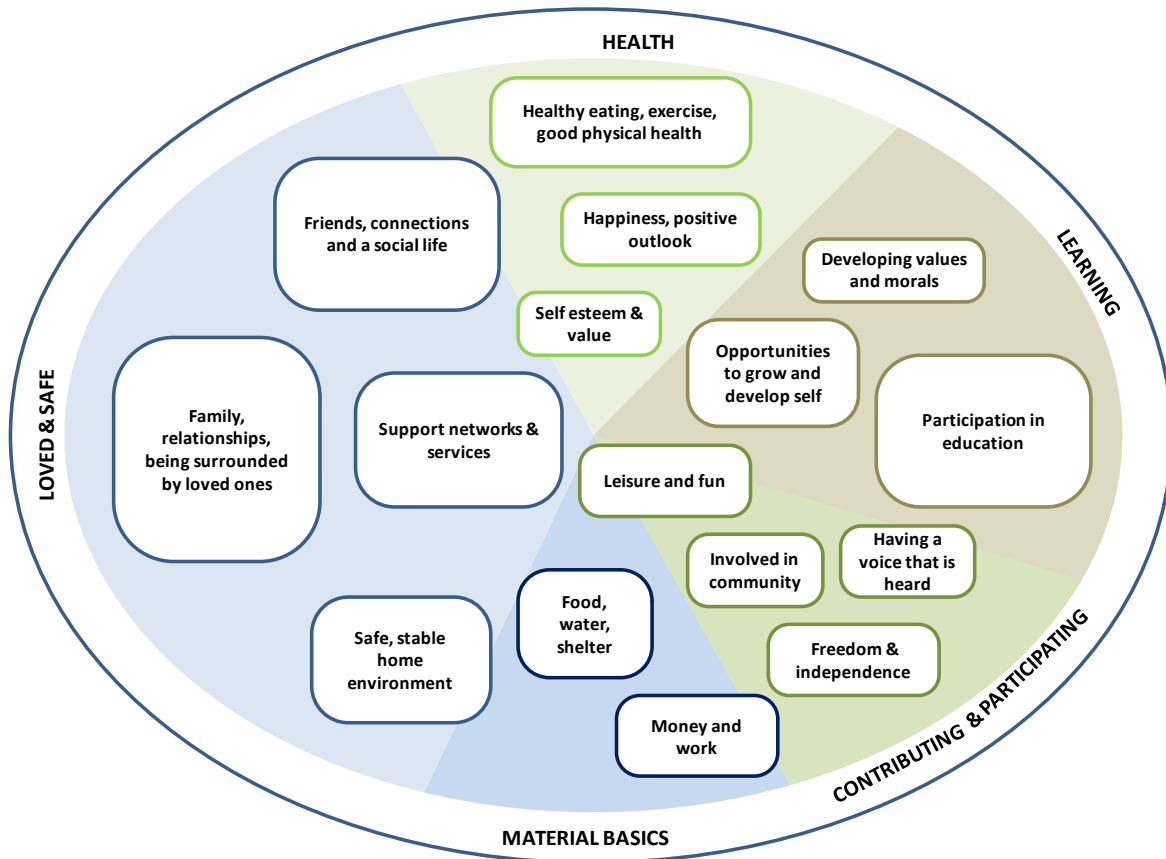 HEALTH
Healthy eating, exercise,
good physical health
Happiness, positive
outlook
Self esteem &
value
LEARNING
Developing values
and morals
Opportunities
to grow and
develop self
Participation in
education
CONTRIBUTING & PARTICIPATING
Leisure and fun
Involved in
community
Having a
voice that is
heard
Freedom &
independence
MATERIAL BASICS
Food,
water,
shelter
Money and
work
LOVED & SAFE
Friends, connections
and a social life
Family,
relationships,
being surrounded
by loved ones
Support networks &
services
Safe, stable
home
environment